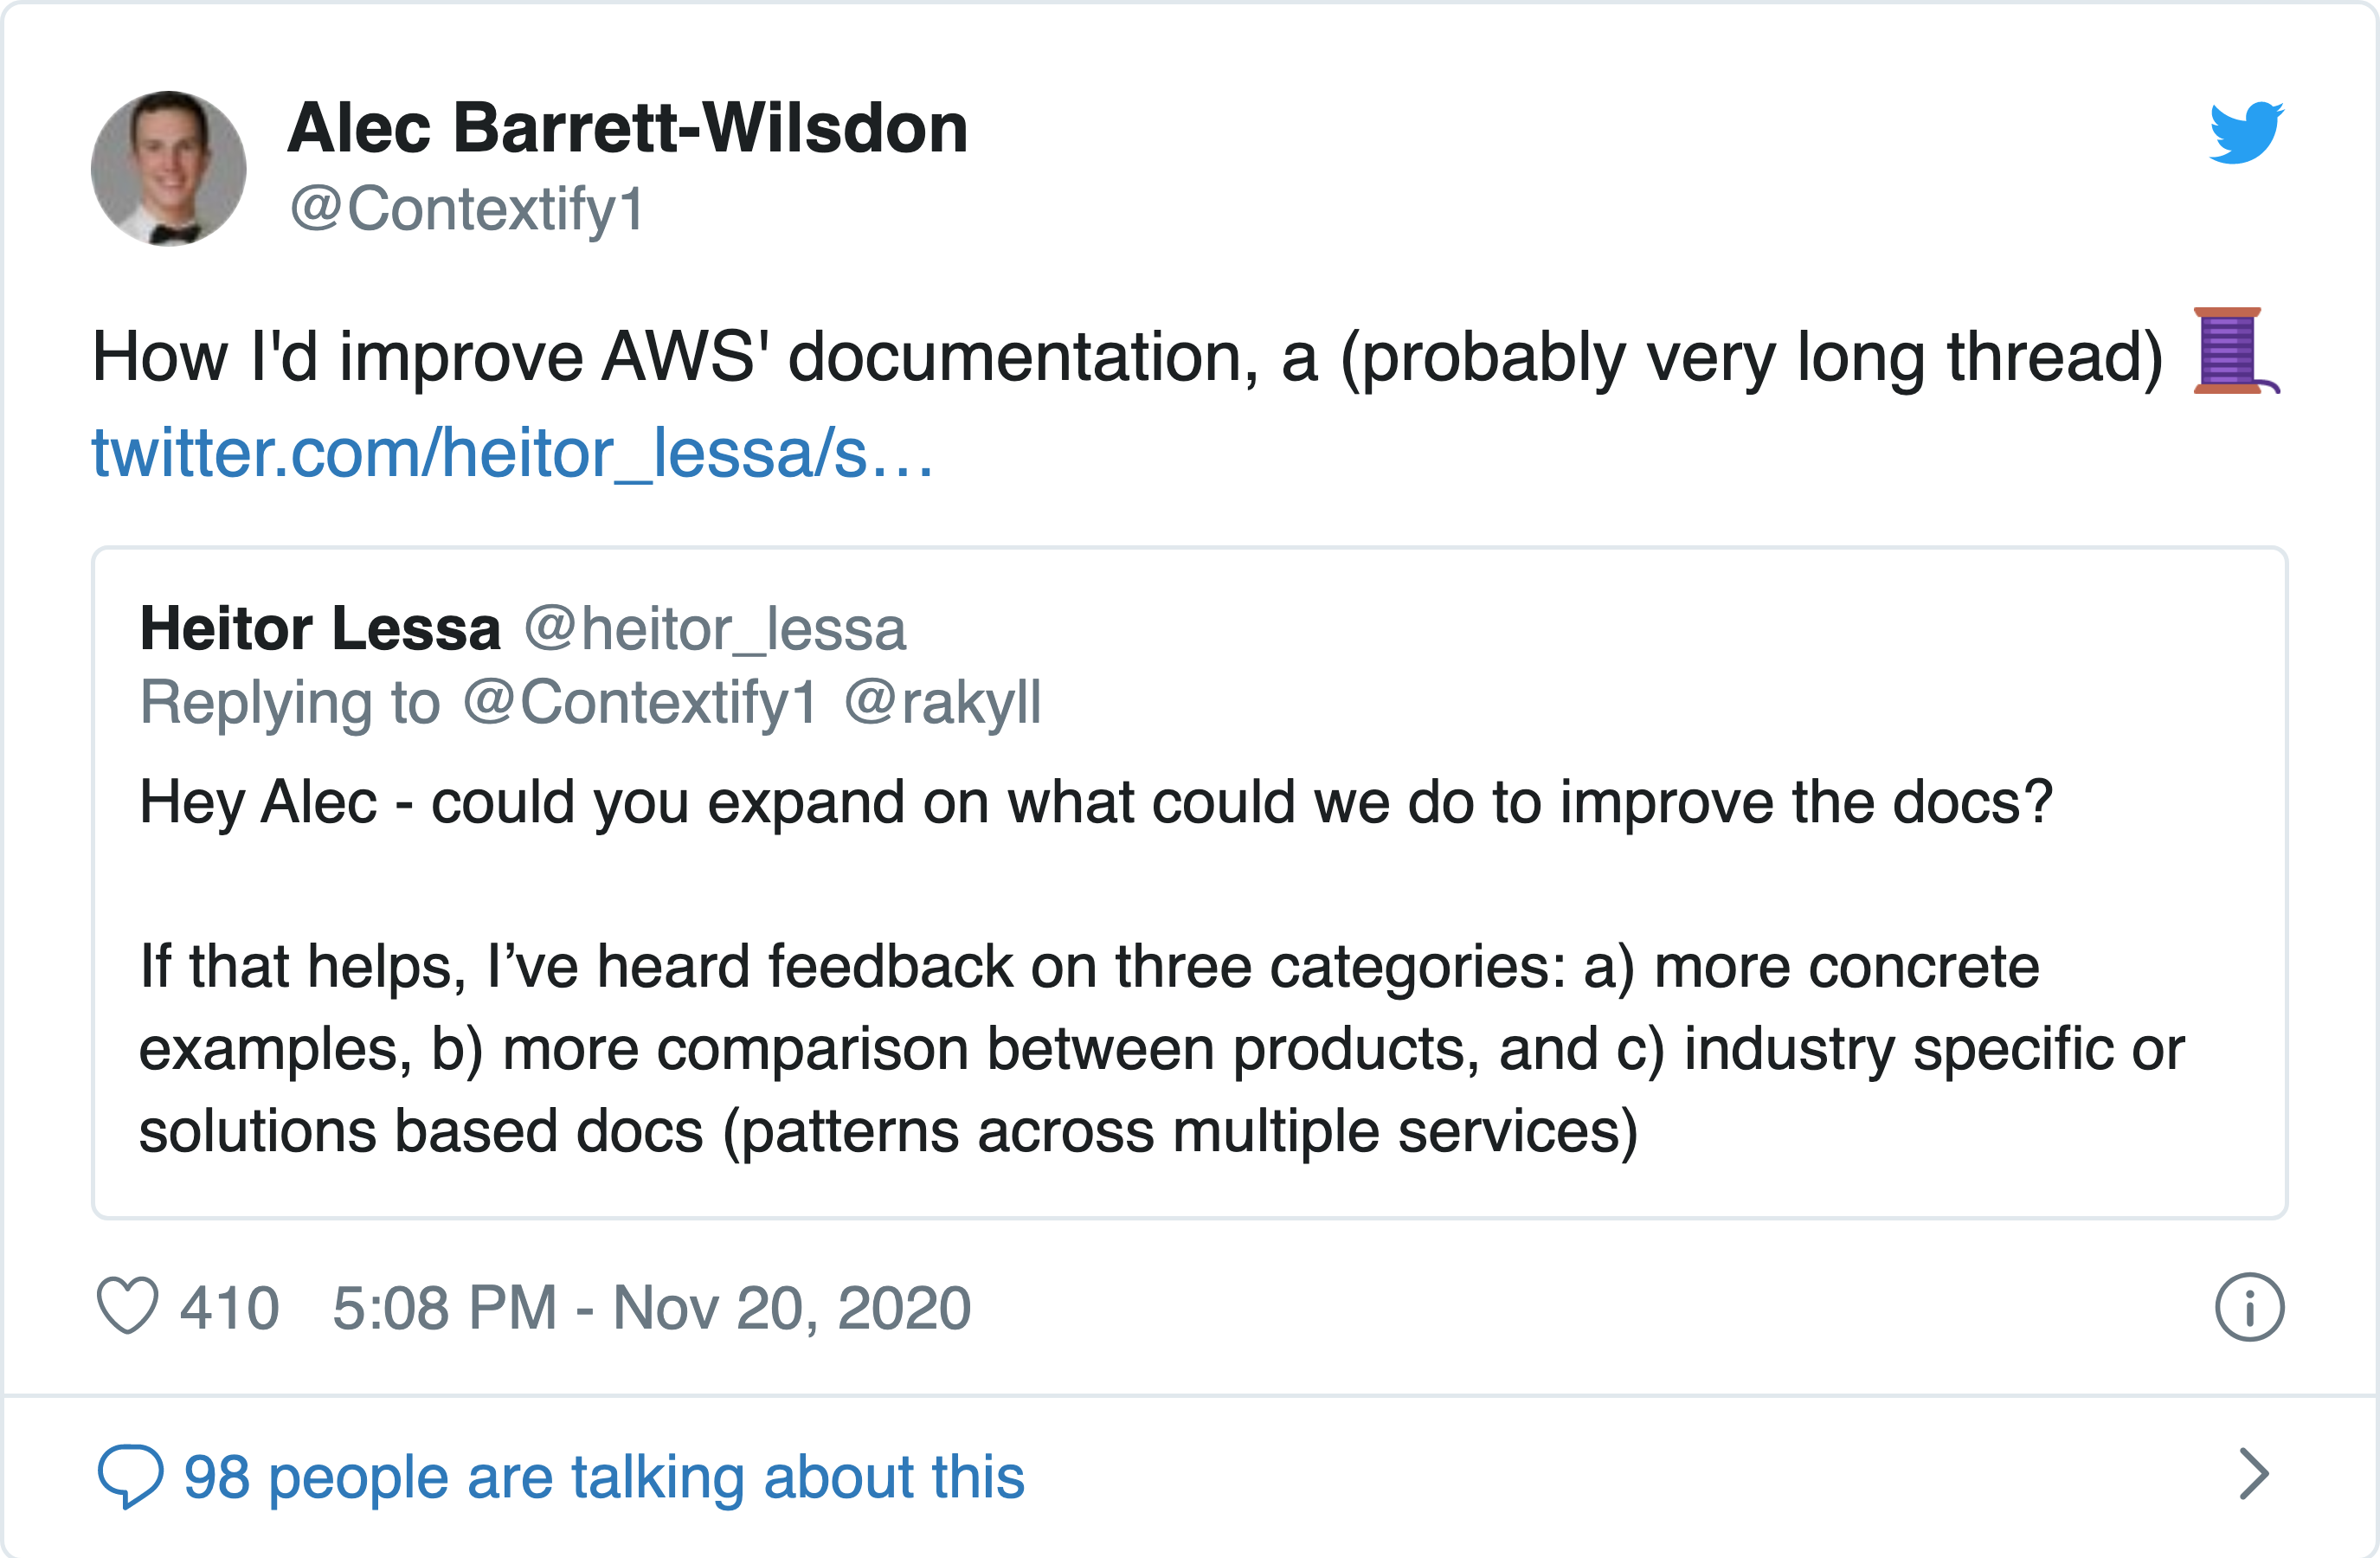 Alec Barrett-Wilsdon
@Contextify1
How I'd improve AWS' documentation, a (probably very long thread) 🧵
twitter.com/heitor_lessa/s…
Heitor Lessa @heitor_lessa
Replying to @Contextify1 @rakyll
Hey Alec - could you expand on what could we do to improve the docs?
If that helps, I’ve heard feedback on three categories: a) more concrete
examples, b) more comparison between products, and c) industry specific or
solutions based docs (patterns across multiple services)
410 5:08 PM - Nov 20, 2020
98 people are talking about this